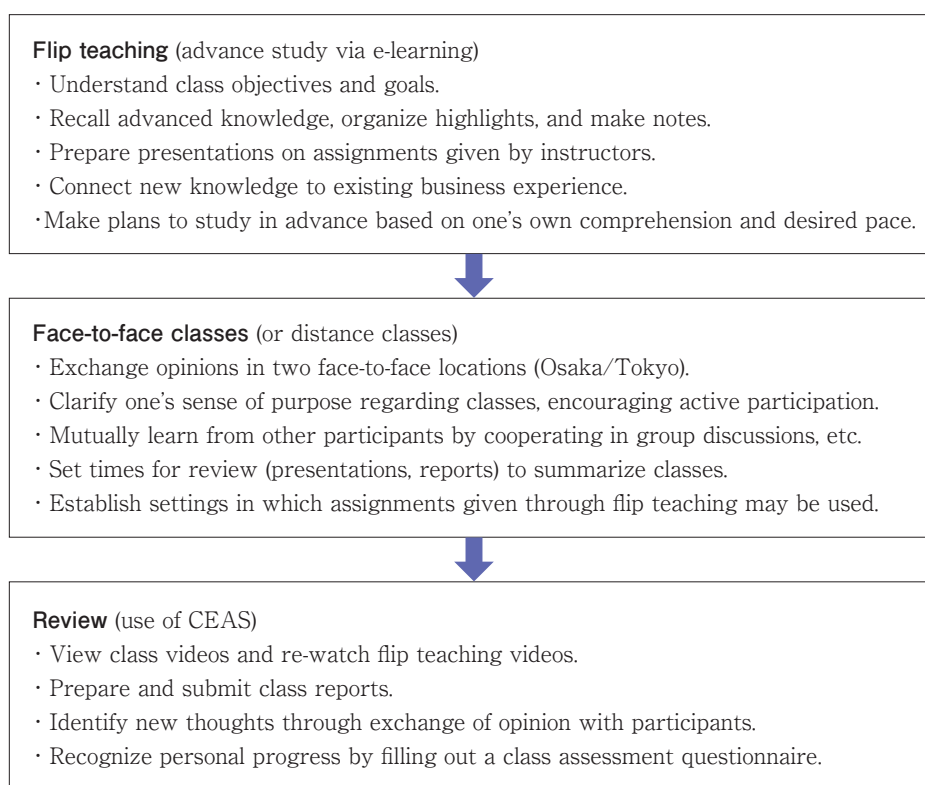 Flip teaching (advance study via e-learning)
・Understand class objectives and goals.
・Recall advanced knowledge, organize highlights, and make notes.
・Prepare presentations on assignments given by instructors.
・Connect new knowledge to existing business experience.
・Make plans to study in advance based on one's own comprehension and desired pace.
Face-to-face classes (or distance classes)
・Exchange opinions in two face-to-face locations (Osaka/Tokyo).
・Clarify one's sense of purpose regarding classes, encouraging active participation.
・Mutually learn from other participants by cooperating in group discussions, etc.
・Set times for review (presentations, reports) to summarize classes.
・Establish settings in which assignments given through flip teaching may be used.
Review (use of CEAS)
・View class videos and re-watch flip teaching videos.
・Prepare and submit class reports.
・Identify new thoughts through exchange of opinion with participants.
・Recognize personal progress by filling out a class assessment questionnaire.